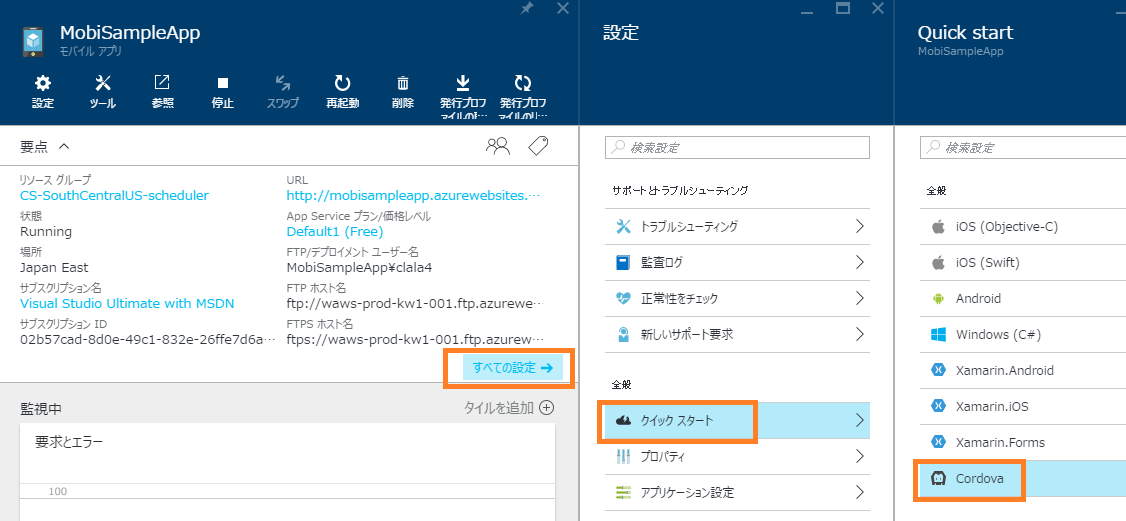 MobiSampleApp
モバイル アプリ
設定
ツール
参照
停止
スワップ
再起動
削除
発行プロフ
発行プロフ
要点
リソース グループ
CS-SouthCentralUS-scheduler
状態
Running
場所
Japan East
サブスクリプション名
Visual Studio Ultimate with MSDN
サブスクリプション ID
02b57cad-8d0e-49c1-832e-26ffe7d6a…
URL
http://mobisampleapp.azurewebsites.…
App Service プラン/価格レベル
Default1 (Free)
FTP/デプロイメント ユーザー名
MobiSampleApp¥clala4
FTP ホスト名
ftp://waws-prod-kw1-001.ftp.azurewe…
FTPS ホスト名
ftps://waws-prod-kw1-001.ftp.azurew…
すべての設定
監視中
タイルを追加
要求とエラー
100
設定
検索設定
サポートとトラブルシューティング
トラブルシューティング
監査ログ
正常性をチェック
新しいサポート要求
全般
クイック スタート
プロパティ
アプリケーション設定
Quick start
MobiSampleApp
検索設定
全般
iOS (Objective-C)
iOS (Swift)
Android
Windows (C#)
Xamarin.Android
Xamarin.iOS
Xamarin.Forms
Cordova